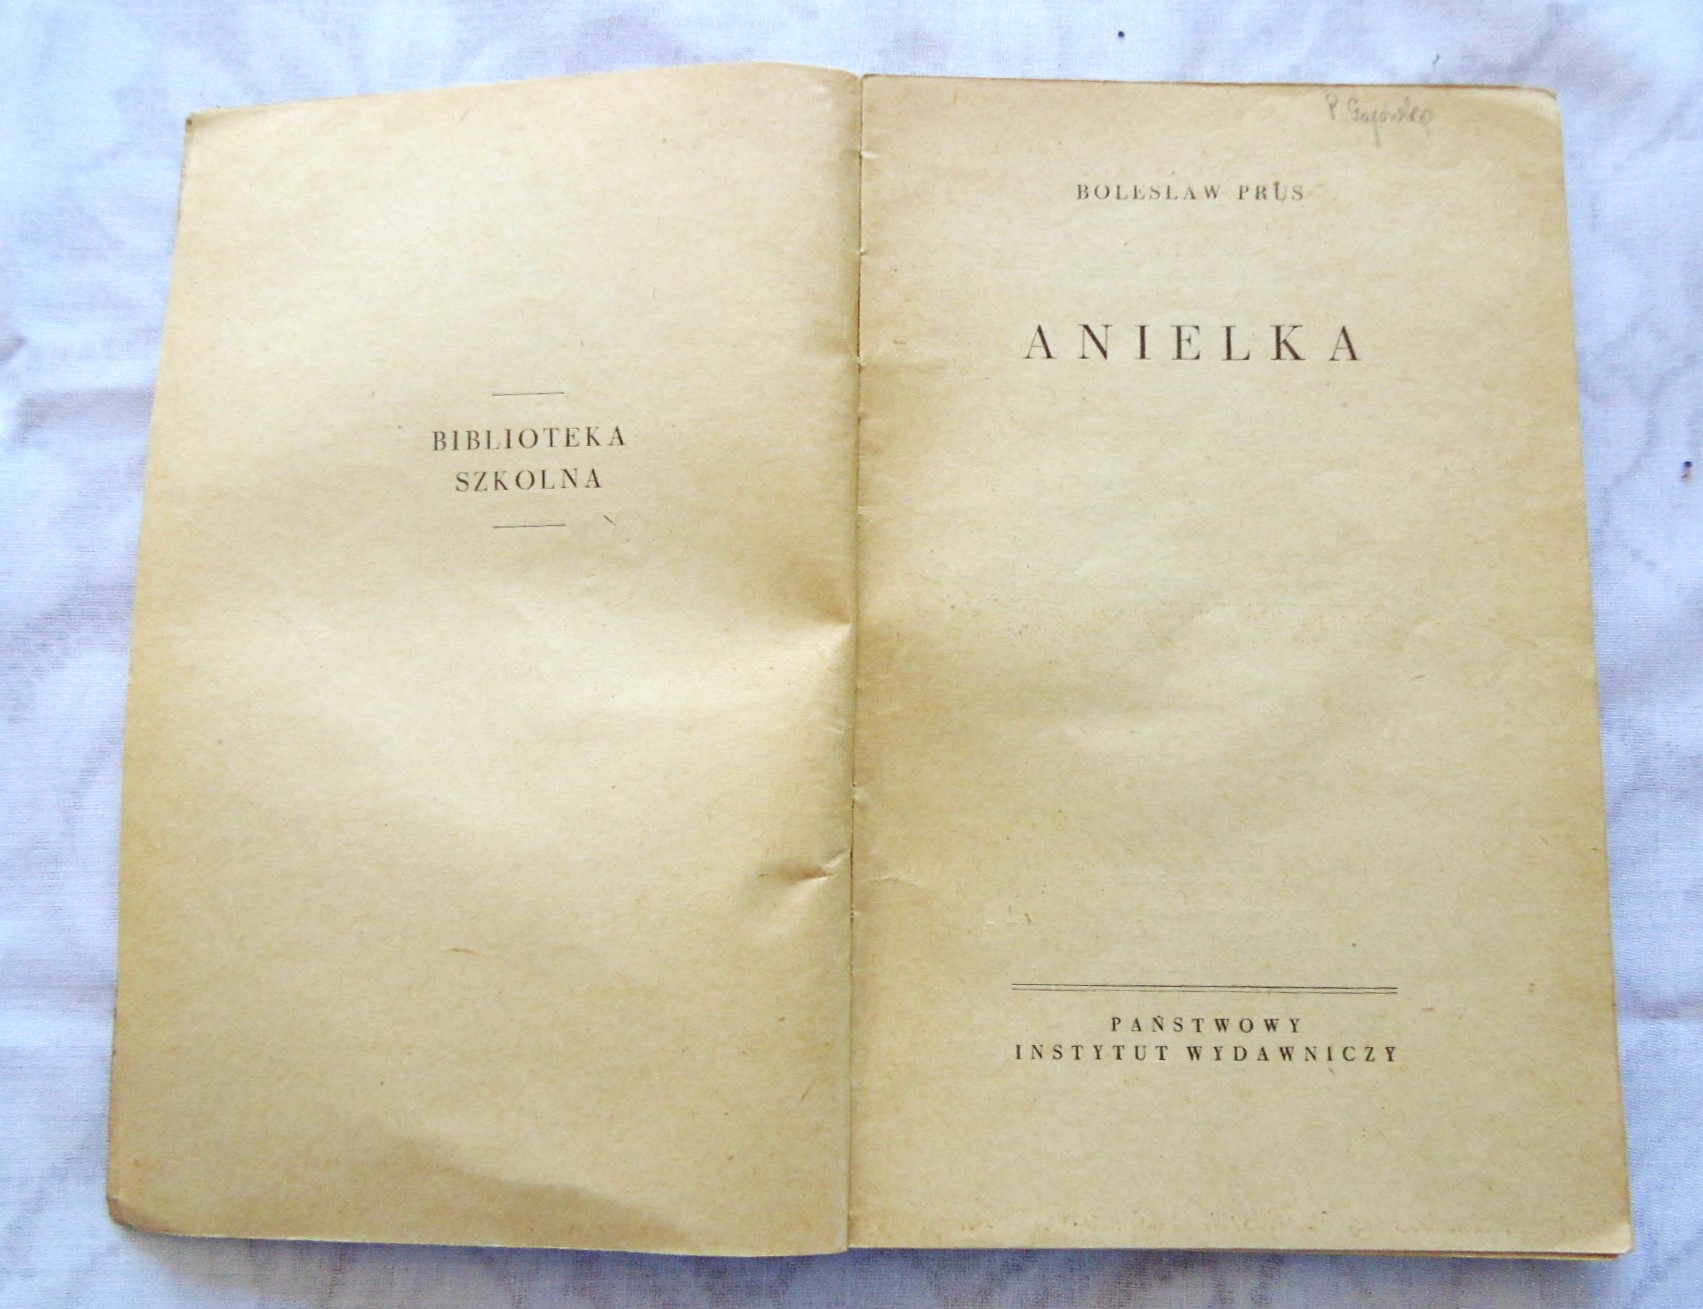 BIBLIOTEKA
SZKOLNA
BOLESŁAW PRUS
ANIELKA
PAŃSTWOWY
INSTYTUT WYDAWNICZY